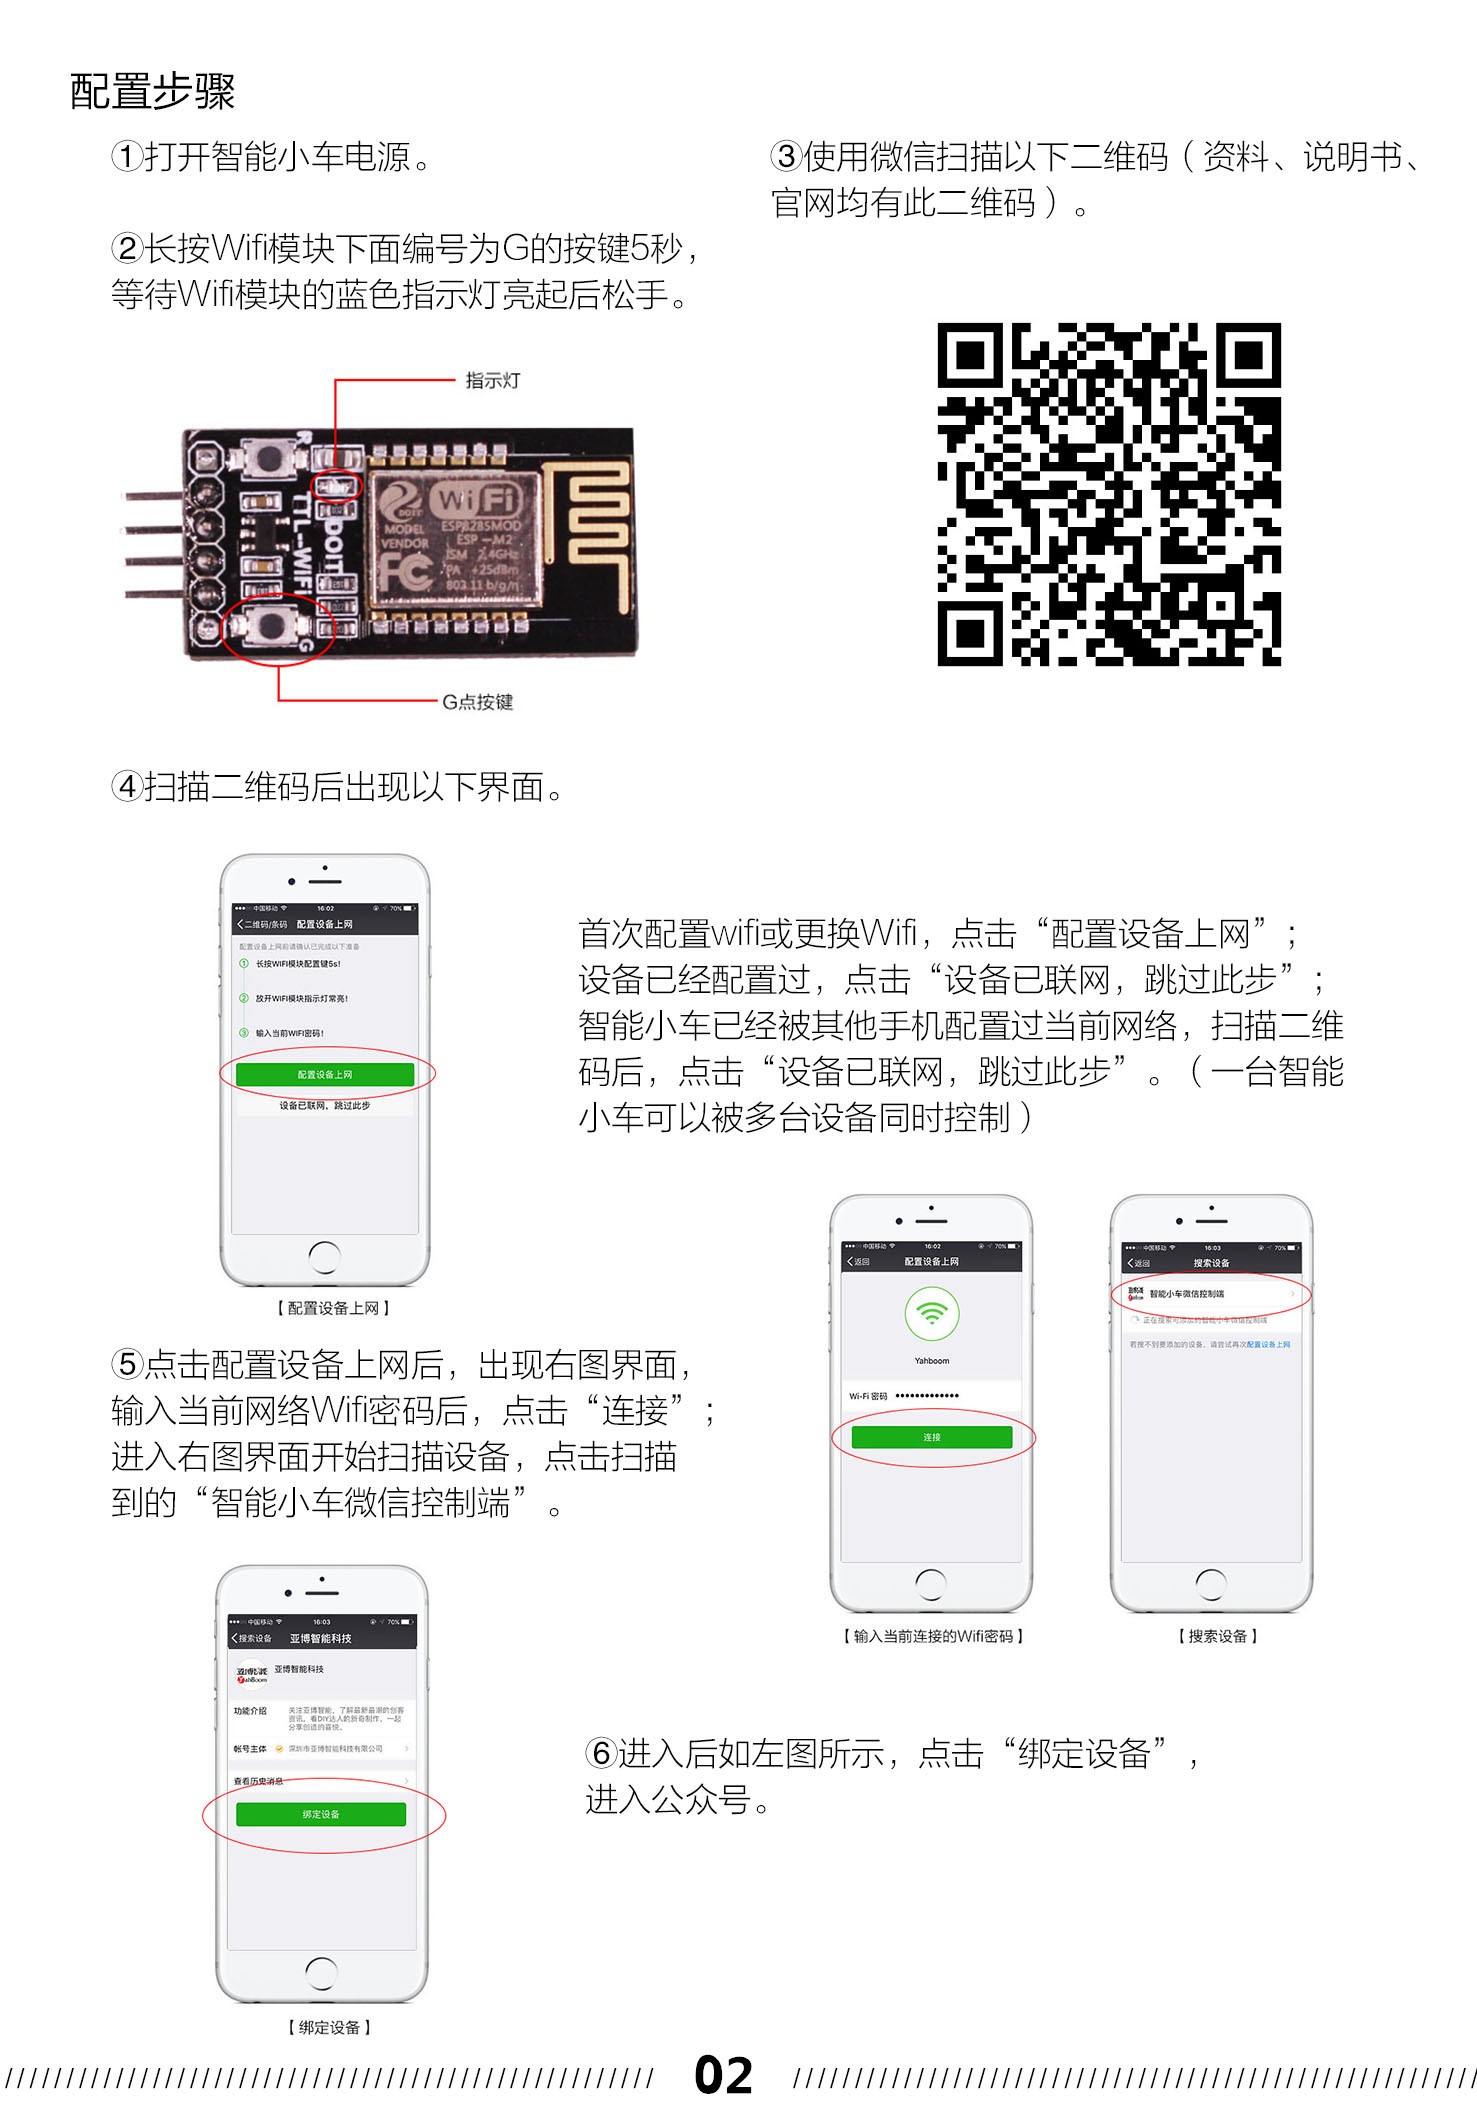 配置步骤
①打开智能小车电源。
②长按Wifi模块下面编号为G的按键5秒，
等待Wifi模块的蓝色指示灯亮起后松手。
③使用微信扫描以下二维码（资料、说明书、
官网均有此二维码）。
指示灯
R
TTL-WIFI
DOIT
DOIT
MODEL
VENDOR
FC
WiFi
ESP8285MOD
ESP-M2
ISM 2.4GHz
PA +25dBm
802.11 b/g/n
G
G点按键
④扫描二维码后出现以下界面。
中国移动 16:02 70%
二维码/条码 配置设备上网
配置设备上网前请确认已完成以下准备
① 长按WIFI模块配置键5s!
② 放开WIFI模块指示灯常亮!
③ 输入当前WIFI密码!
配置设备上网
设备已联网，跳过此步
【配置设备上网】
首次配置wifi或更换Wifi，点击“配置设备上网”；
设备已经配置过，点击“设备已联网，跳过此步”；
智能小车已经被其他手机配置过当前网络，扫描二维
码后，点击“设备已联网，跳过此步”。（一台智能
小车可以被多台设备同时控制）
⑤点击配置设备上网后，出现右图界面，
输入当前网络Wifi密码后，点击“连接”；
进入右图界面开始扫描设备，点击扫描
到的“智能小车微信控制端”。
中国移动 16:02 70%
返回 配置设备上网
Yahboom
Wi-Fi 密码 •••••••••••••
连接
【输入当前连接的Wifi密码】
中国移动 16:03 70%
返回 搜索设备
智能小车微信控制端
正在搜索可添加的智能小车微信控制端
若搜不到要添加的设备，请尝试再次配置设备上网
【搜索设备】
中国移动 16:03 70%
搜索设备 亚博智能科技
亚博智能
YahBoom
亚博智能科技
功能介绍 关注亚博智能，了解最新最潮的创客
资讯，看DIY达人的新奇制作，一起
分享创造的喜悦。
帐号主体 深圳市亚博智能科技有限公司
查看历史消息
绑定设备
【绑定设备】
⑥进入后如左图所示，点击“绑定设备”，
进入公众号。
02